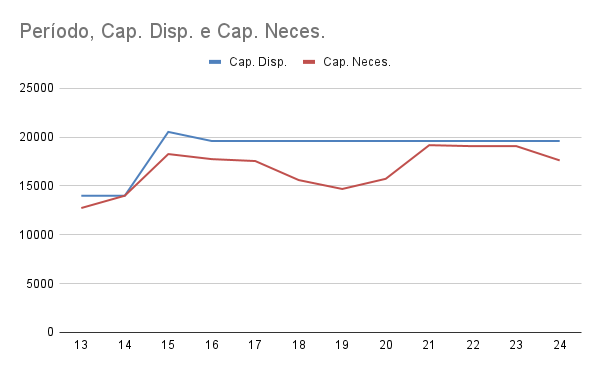 Período, Cap. Disp. e Cap. Neces.
Cap. Disp. Cap. Neces.
25000
20000
15000
10000
5000
0
13 14 15 16 17 18 19 20 21 22 23 24